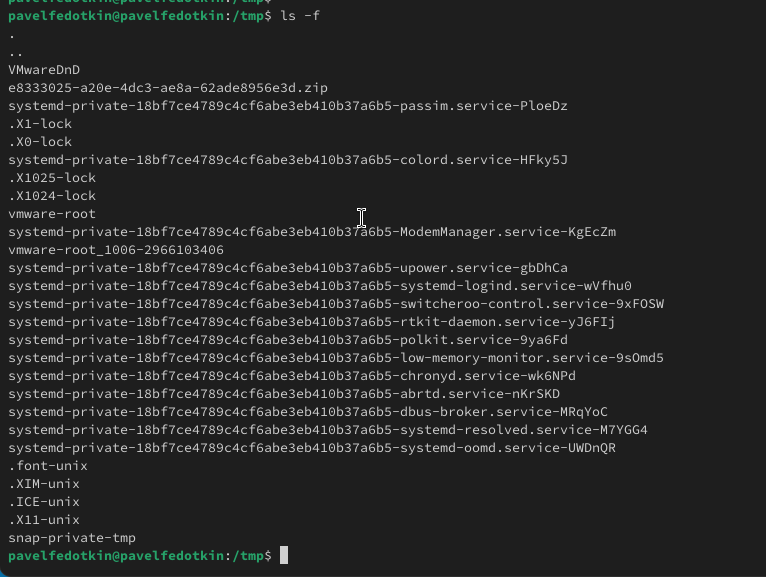 pavelfedotkin@pavelfedotkin:/tmp$ ls -f
.
..
VMwareDnD
e8333025-a20e-4dc3-ae8a-62ade8956e3d.zip
systemd-private-18bf7ce4789c4cf6abe3eb410b37a6b5-passim.service-PloeDz
.X1-lock
.X0-lock
systemd-private-18bf7ce4789c4cf6abe3eb410b37a6b5-colord.service-HFky5J
.X1025-lock
.X1024-lock
vmware-root
systemd-private-18bf7ce4789c4cf6abe3eb410b37a6b5-ModemManager.service-KgEcZm
vmware-root_1006-2966103406
systemd-private-18bf7ce4789c4cf6abe3eb410b37a6b5-upower.service-gbDhCa
systemd-private-18bf7ce4789c4cf6abe3eb410b37a6b5-systemd-logind.service-wVfhu0
systemd-private-18bf7ce4789c4cf6abe3eb410b37a6b5-switcheroo-control.service-9xFOSW
systemd-private-18bf7ce4789c4cf6abe3eb410b37a6b5-rtkit-daemon.service-yJ6FIj
systemd-private-18bf7ce4789c4cf6abe3eb410b37a6b5-polkit.service-9ya6Fd
systemd-private-18bf7ce4789c4cf6abe3eb410b37a6b5-low-memory-monitor.service-9sOmd5
systemd-private-18bf7ce4789c4cf6abe3eb410b37a6b5-chronyd.service-wk6NPd
systemd-private-18bf7ce4789c4cf6abe3eb410b37a6b5-abrtd.service-nKrSKD
systemd-private-18bf7ce4789c4cf6abe3eb410b37a6b5-dbus-broker.service-MRqYoC
systemd-private-18bf7ce4789c4cf6abe3eb410b37a6b5-systemd-resolved.service-M7YGG4
systemd-private-18bf7ce4789c4cf6abe3eb410b37a6b5-systemd-oomd.service-UWDnQR
.font-unix
.XIM-unix
.ICE-unix
.X11-unix
snap-private-tmp
pavelfedotkin@pavelfedotkin:/tmp$